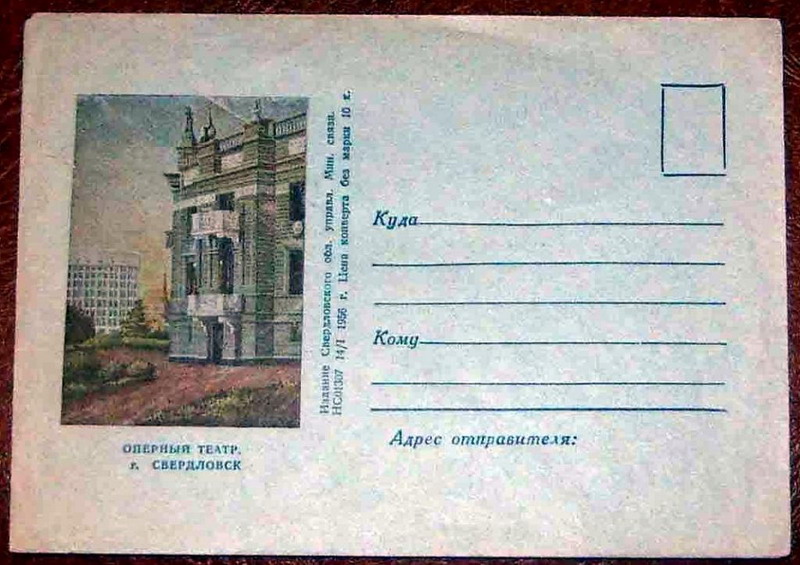 Издание Свердловского обл. управл. Мин. связи.
НС01307 14/I 1956 г. Цена конверта без марки 10 к.
ОПЕРНЫЙ ТЕАТР.
г. СВЕРДЛОВСК
Куда
Кому
Адрес отправителя: